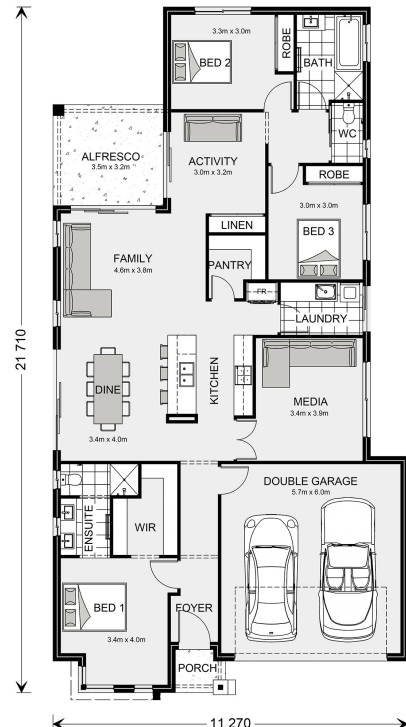 3.3m x 3.0m
BED 2
ROBE
BATH
WC
ALFRESCO
3.5m x 3.2m
ACTIVITY
3.0m x 3.2m
ROBE
3.0m x 3.0m
BED 3
LINEN
FAMILY
4.6m x 3.8m
PANTRY
FR
LAUNDRY
21 710
KITCHEN
DINE
3.4m x 4.0m
MEDIA
3.4m x 3.9m
DOUBLE GARAGE
5.7m x 6.0m
ENSUITE
WIR
BED 1
3.4m x 4.0m
FOYER
PORCH
11 270